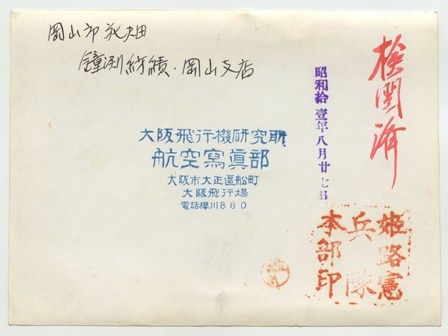 岡山市花畑
鐘渕紡績・岡山支店
検閲済
昭和拾壹年八月廿七日
大阪飛行機研究所
航空寫眞部
大阪市大正區船町
大阪飛行場
電話櫻川880
姫路憲
兵隊
本部印